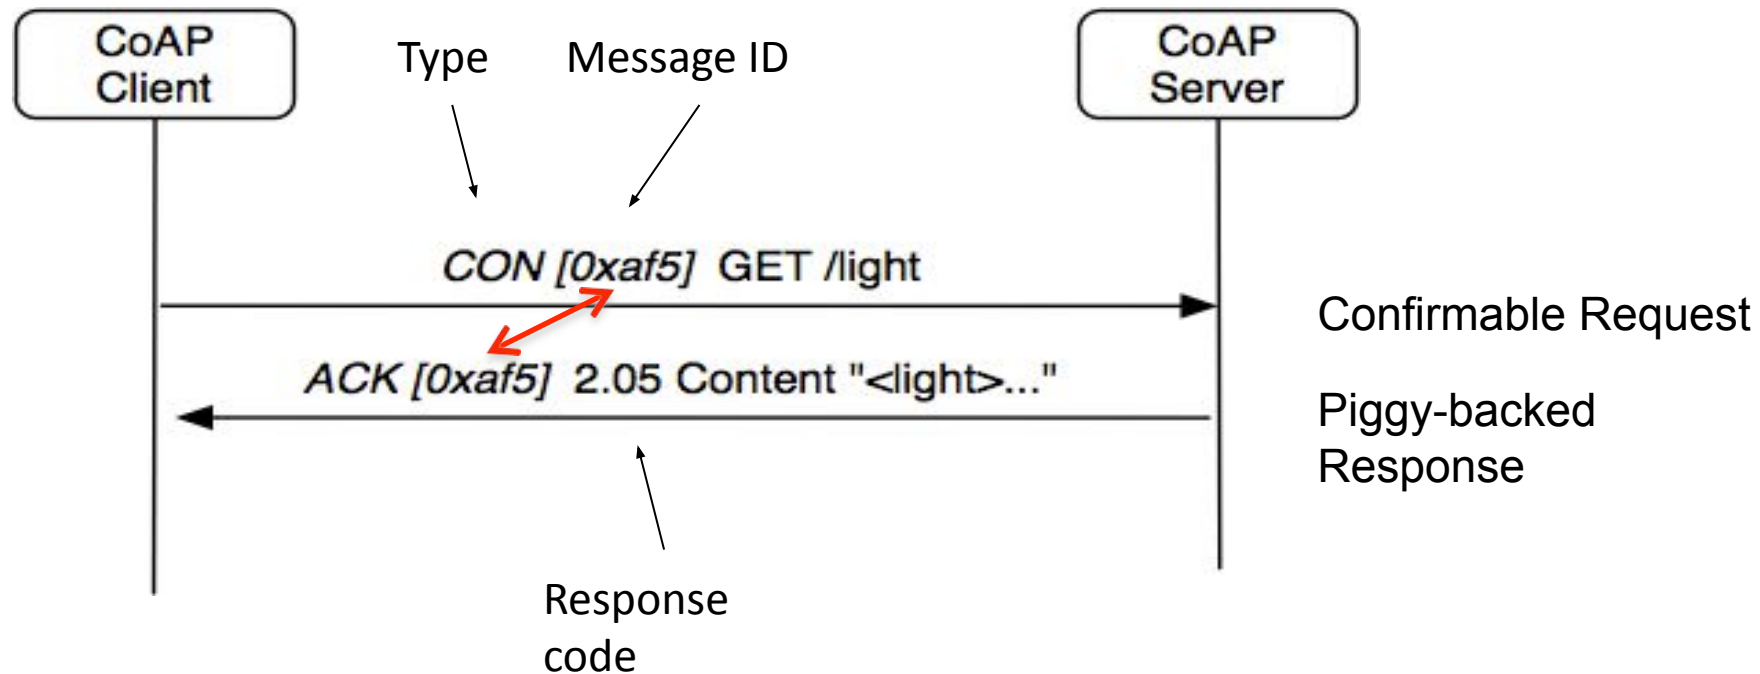 CoAP
Client
Type
Message ID
CoAP
Server
CON [0xaf5] GET /light
Confirmable Request
ACK [0xaf5] 2.05 Content "<light>..."
Piggy-backed
Response
Response
code